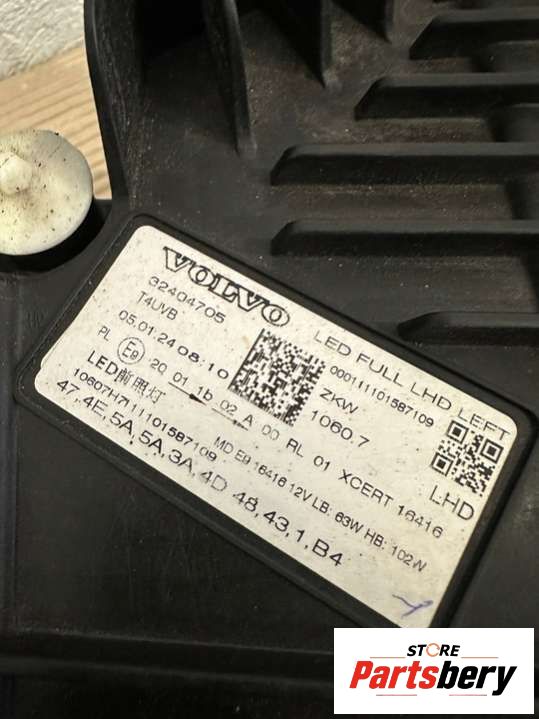 VOLVO
32404705
T4UVB
05.01.24 08:10
LED FULL LHD LEFT
000111101587109
ZKW
1060.7
PL E9 20 01 1b 02 A 00 RL 01 XCERT 16416
LHD
LED前照灯
MD E9 16416 12V LB: 63W HB: 102W
10607H7111101587109
47,4E,5A,5A,3A,4D 48,43,1,B4
STORE
Partsbery